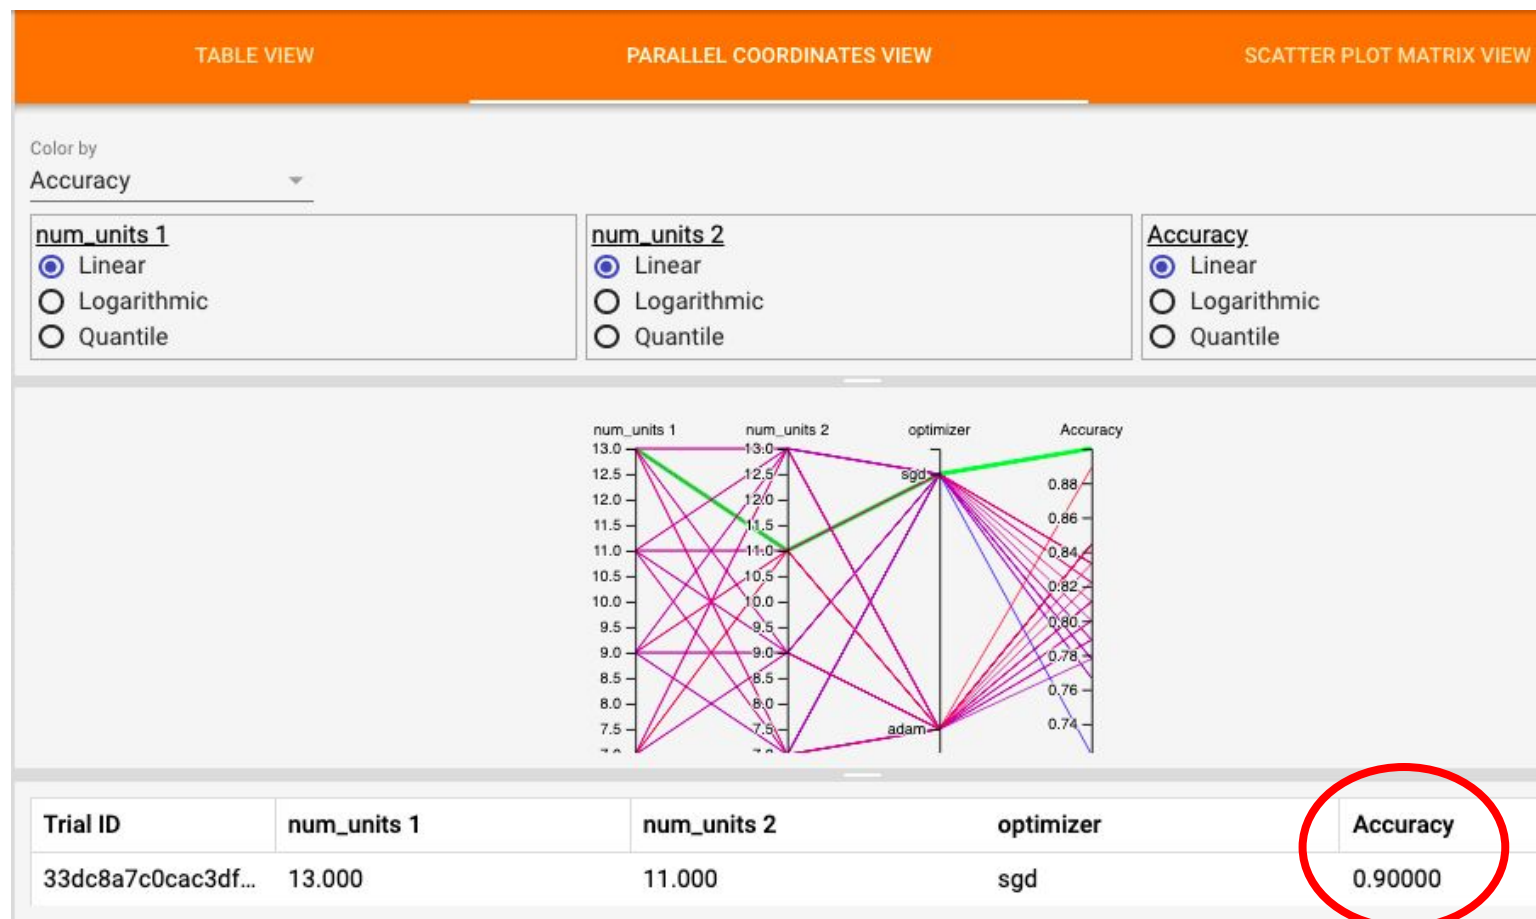 TABLE VIEW PARALLEL COORDINATES VIEW SCATTER PLOT MATRIX VIEW
Color by
Accuracy
num_units 1 num_units 2 Accuracy
Linear Linear Linear
Logarithmic Logarithmic Logarithmic
Quantile Quantile Quantile
num_units 1 num_units 2 optimizer Accuracy
13.0 13.0
12.5 12.5 sgd 0.88
12.0 12.0
11.5 11.5 0.86
11.0 11.0 0.84
10.5 10.5 0.82
10.0 10.0
9.5 9.5 0.80
9.0 9.0 0.78
8.5 8.5
8.0 8.0 0.76
7.5 7.5 adam 0.74
Trial ID num_units 1 num_units 2 optimizer Accuracy
33dc8a7c0cac3df... 13.000 11.000 sgd 0.90000